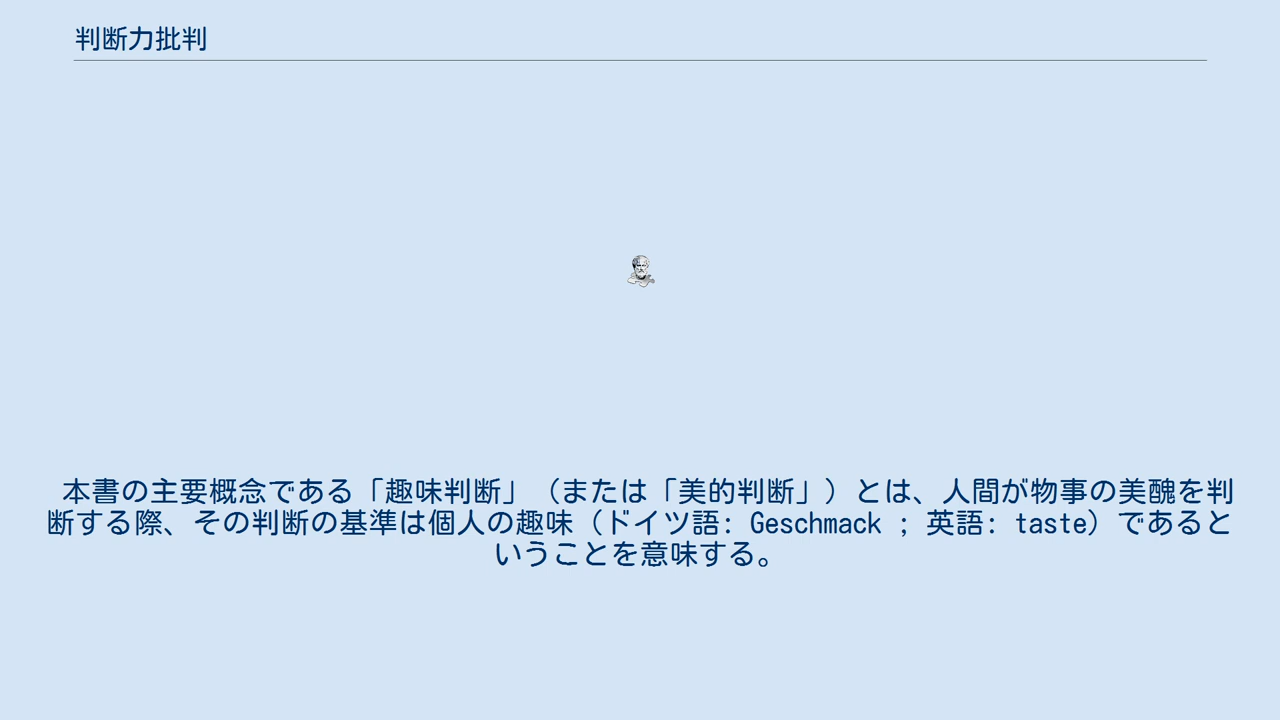 判断力批判
本書の主要概念である「趣味判断」（または「美的判断」）とは、人間が物事の美醜を判
断する際、その判断の基準は個人の趣味（ドイツ語: Geschmack ; 英語: taste）であると
いうことを意味する。